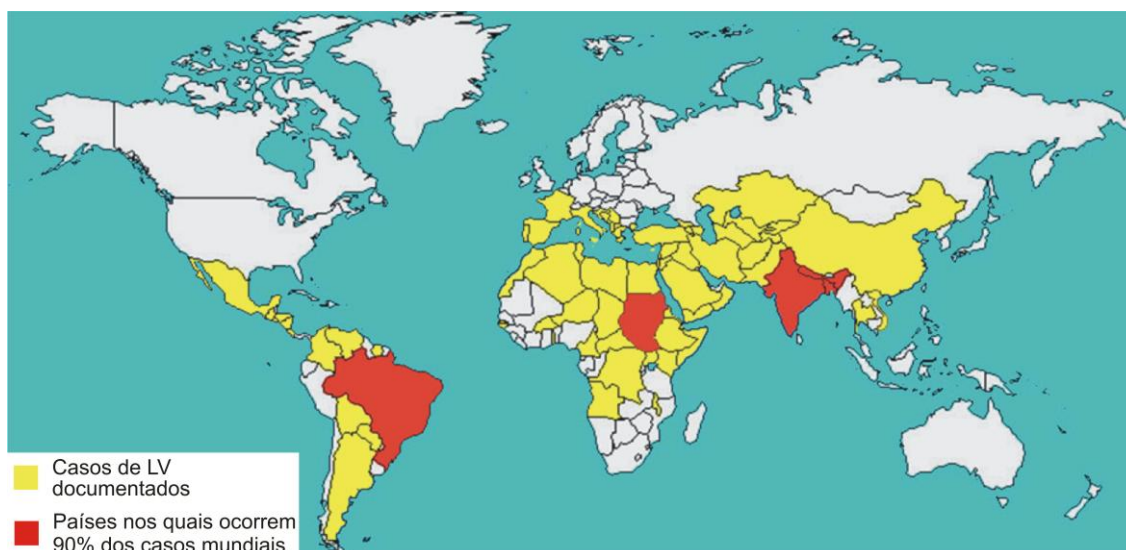 Casos de LV
documentados
Países nos quais ocorrem
90% dos casos mundiais